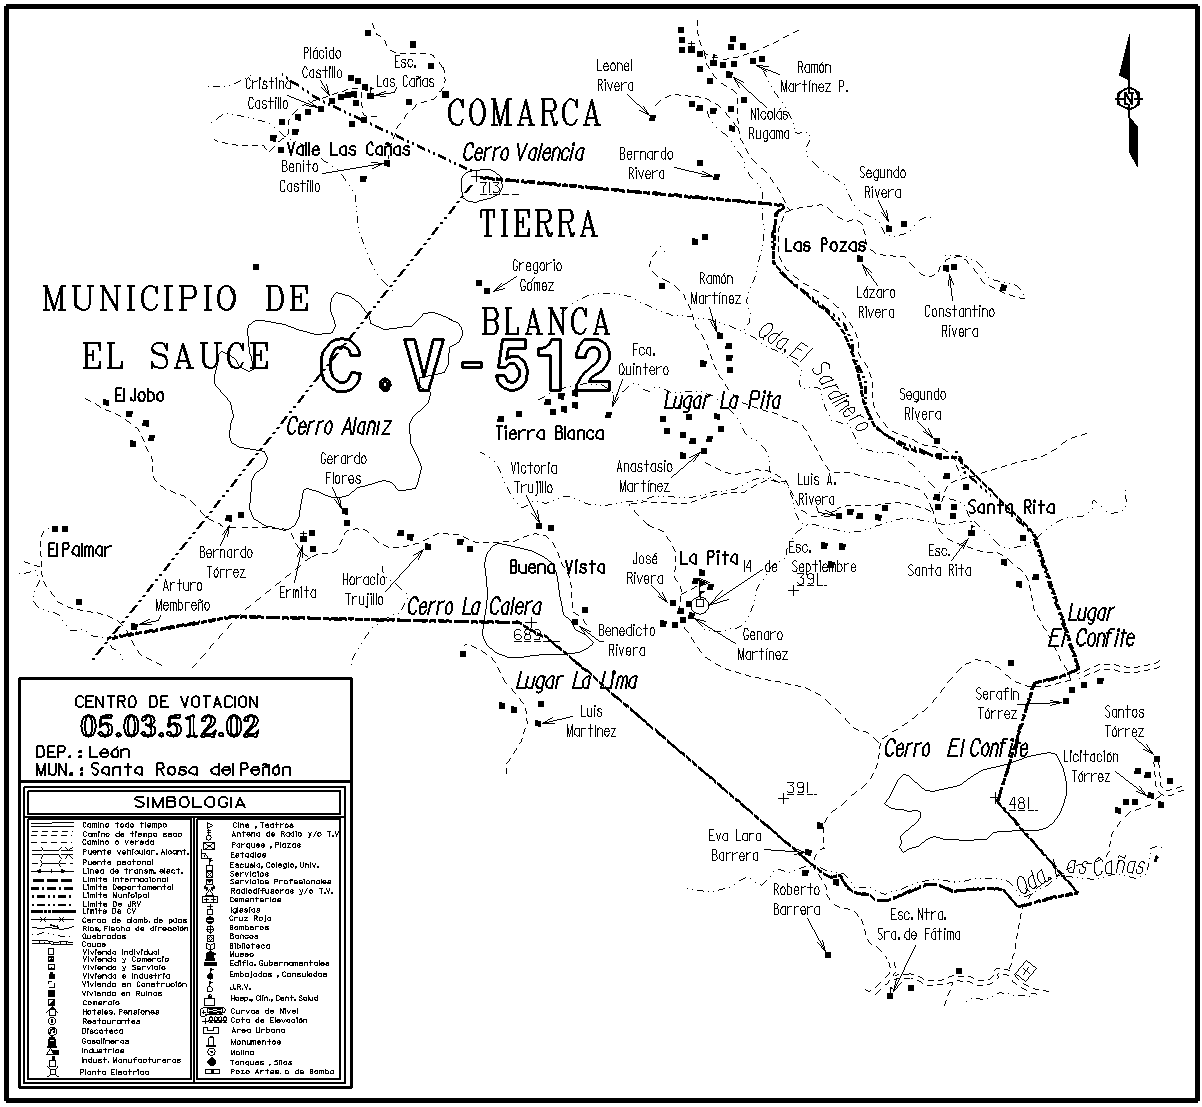 Plácido
Castillo
Esc.
Las Cañas
Cristina
Castillo
COMARCA
Leonel
Rivera
Ramón
Martínez P.
Nicolás
Rugama
N
Valle Las Cañas
Benito
Castillo
Cerro Valencia
713
Bernardo
Rivera
Segundo
Rivera
TIERRA
Las Pozas
Gregorio
Gómez
Ramón
Martínez
Lázaro
Rivera
Constantino
Rivera
MUNICIPIO DE
EL SAUCE
BLANCA
C.V-512
Fca.
Quintero
Qda. El Sardinero
El Jobo
Cerro Alaniz
Tierra Blanca
Lugar La Pita
Segundo
Rivera
Gerardo
Flores
Victoria
Trujillo
Anastasio
Martínez
Luis A.
Rivera
Santa Rita
El Palmar
Bernardo
Tórrez
Ermita
Horacio
Trujillo
Buena Vista
José
Rivera
La Pita
Esc.
14 de Septiembre
39L
Esc.
Santa Rita
Arturo
Membreño
Cerro La Calera
689
Benedicto
Rivera
Genaro
Martínez
Lugar
El Confite
Lugar La Lima
Luis
Martínez
Serafín
Tórrez
Santos
Tórrez
Cerro El Confite
Licitación
Tórrez
39L
48L
Eva Lara
Barrera
Roberto
Barrera
Qda. Las Cañas
Esc. Ntra.
Sra. de Fátima
CENTRO DE VOTACION
05.03.512.02
DEP. : León
MUN. : Santa Rosa del Peñón
SIMBOLOGIA
Camino todo tiempo
Camino de tiempo seco
Camino o vereda
Puente vehicular, Alcant.
Puente peatonal
Linea de transm. elect.
Limite Internacional
Limite Departamental
Limite Municipal
Limite De JRV
Limite De CV
Cerca de alamb. de puas
Rios, Flecha de direccion
Quebradas
Cauce
Vivienda Individual
Vivienda y Comercio
Vivienda y Servicio
Vivienda e Industria
Vivienda en Construción
Vivienda en Ruinas
Comercio
Hoteles, Pensiones
Restaurantes
Discoteca
Gasolineras
Industrias
Indust. Manufactureras
Planta Electrica
Cine , Teatros
Antena de Radio y/o T.V
Parques , Plazas
Estadios
Escuela, Colegio, Univ.
Servicios
Servicios Profesionales
Radiodifusoras y/o T.V.
Cementerios
Iglesias
Cruz Roja
Bomberos
Bancos
Biblioteca
Museo
Edific. Gubernamentales
Embajadas , Consulados
J.R.V.
Hosp., Clin., Cent. Salud
Curvas de Nivel
Cota de Elevación
Area Urbana
Monumentos
Molino
Tanques , Silos
Pozo Artes. o de Bomba